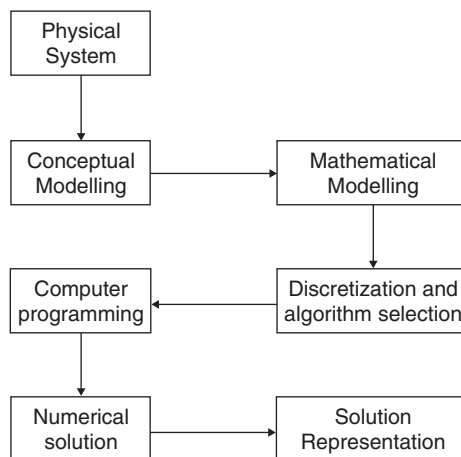 Physical
System
Conceptual
Modelling
Mathematical
Modelling
Discretization and
algorithm selection
Computer
programming
Numerical
solution
Solution
Representation